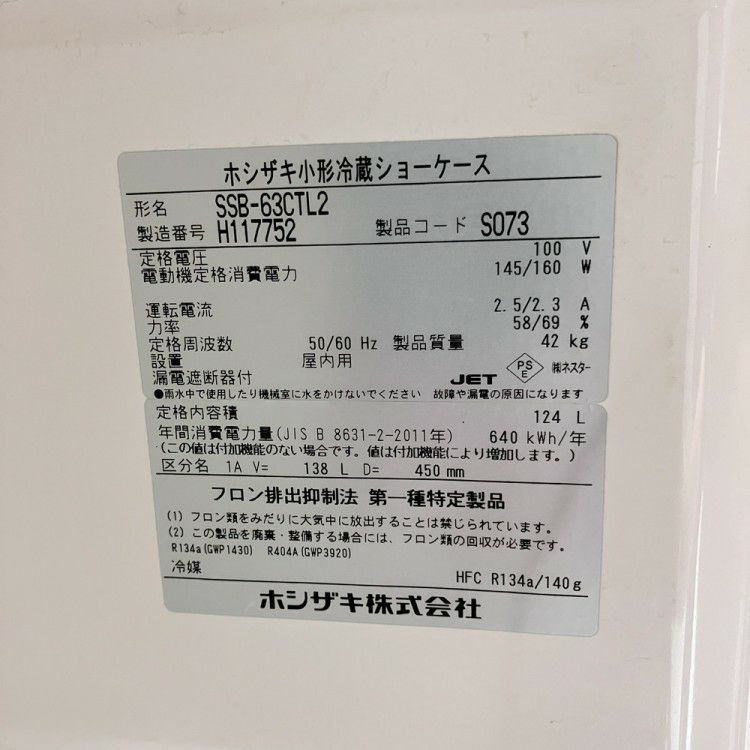 ホシザキ小形冷蔵ショーケース
形名 SSB-63CTL2
製造番号 H117752 製品コード S073
定格電圧 100 V
電動機定格消費電力 145/160 W
運転電流 2.5/2.3 A
力率 58/69 %
定格周波数 50/60 Hz 製品質量 42 kg
設置 屋内用
漏電遮断器付 JET PS E ㈱ネスター
●雨水中で使用したり機械室に水をかけないでください 故障や漏電の原因になります
定格内容積 124 L
年間消費電力量(JIS B 8631-2-2011年) 640 kWh/年
(この値は付加機能のない場合です。値は付加機能により増加します。)
区分名 1A V= 138 L D= 450 mm
フロン排出抑制法 第一種特定製品
(1) フロン類をみだりに大気中に放出することは禁じられています。
(2) この製品を廃棄・整備する場合には、フロン類の回収が必要です。
R134a(GWP1430) R404A(GWP3920)
冷媒 HFC R134a/140g
ホシザキ株式会社